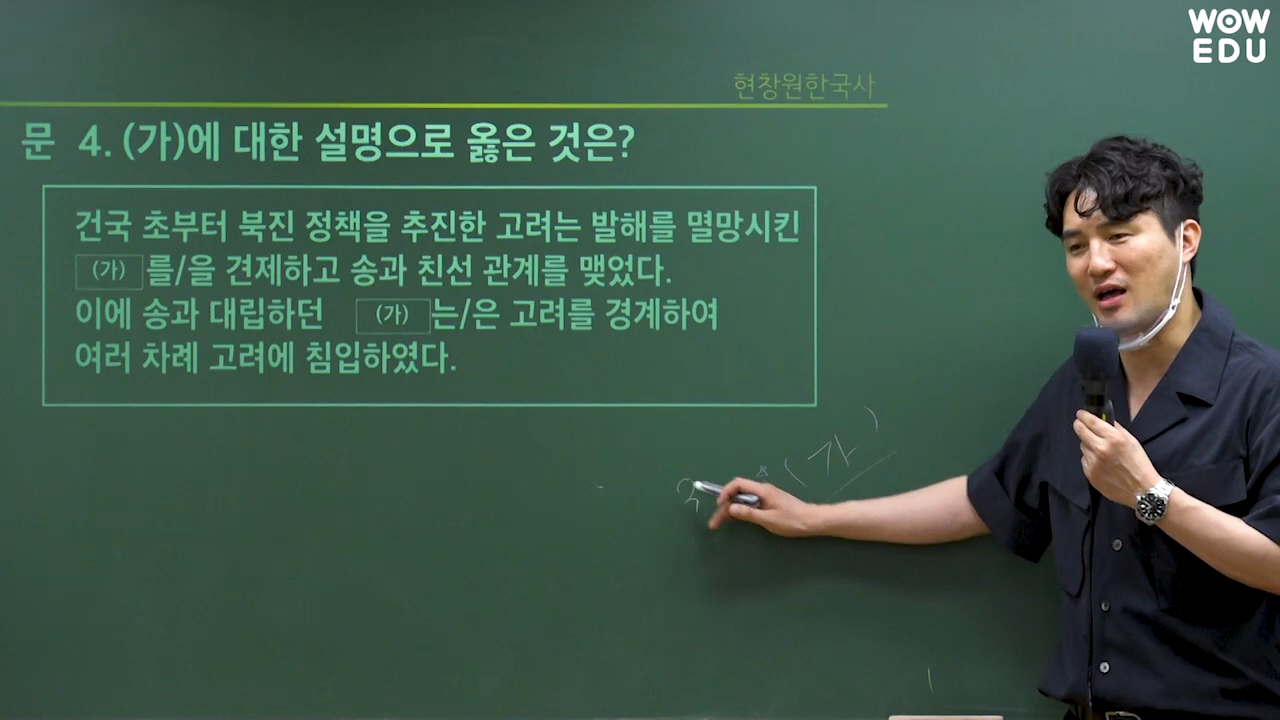 WOW
EDU
현창원한국사
문 4. (가)에 대한 설명으로 옳은 것은?
건국 초부터 북진 정책을 추진한 고려는 발해를 멸망시킨
(가) 를/을 견제하고 송과 친선 관계를 맺었다.
이에 송과 대립하던 (가) 는/은 고려를 경계하여
여러 차례 고려에 침입하였다.
(가)